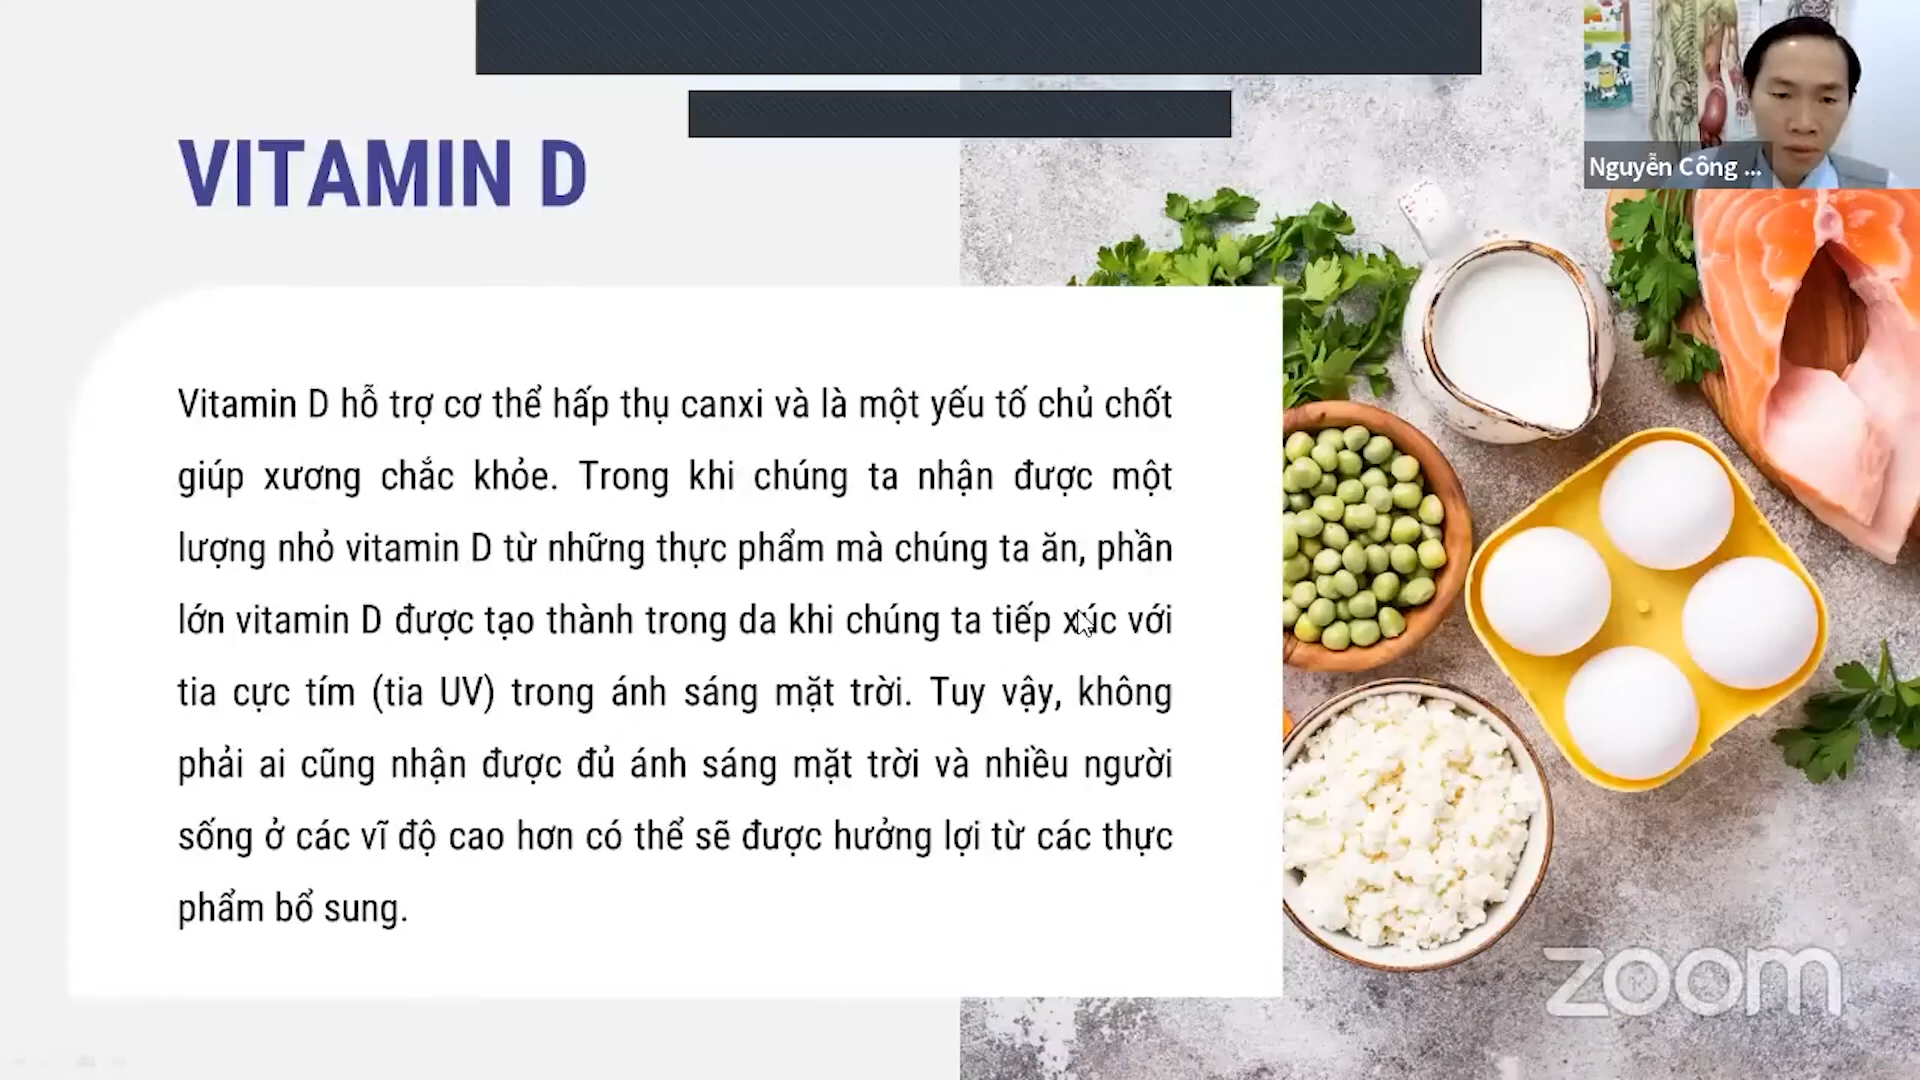 VITAMIN D
Nguyễn Công ...
Vitamin D hỗ trợ cơ thể hấp thụ canxi và là một yếu tố chủ chốt
giúp xương chắc khỏe. Trong khi chúng ta nhận được một
lượng nhỏ vitamin D từ những thực phẩm mà chúng ta ăn, phần
lớn vitamin D được tạo thành trong da khi chúng ta tiếp xúc với
tia cực tím (tia UV) trong ánh sáng mặt trời. Tuy vậy, không
phải ai cũng nhận được đủ ánh sáng mặt trời và nhiều người
sống ở các vĩ độ cao hơn có thể sẽ được hưởng lợi từ các thực
phẩm bổ sung.
zoom